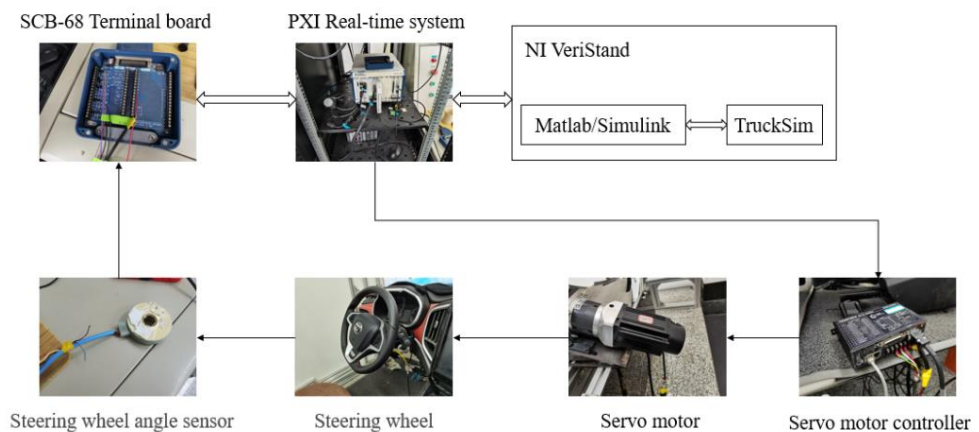 SCB-68 Terminal board
PXI Real-time system
NI VeriStand
Matlab/Simulink
TruckSim
Steering wheel angle sensor
Steering wheel
Servo motor
Servo motor controller